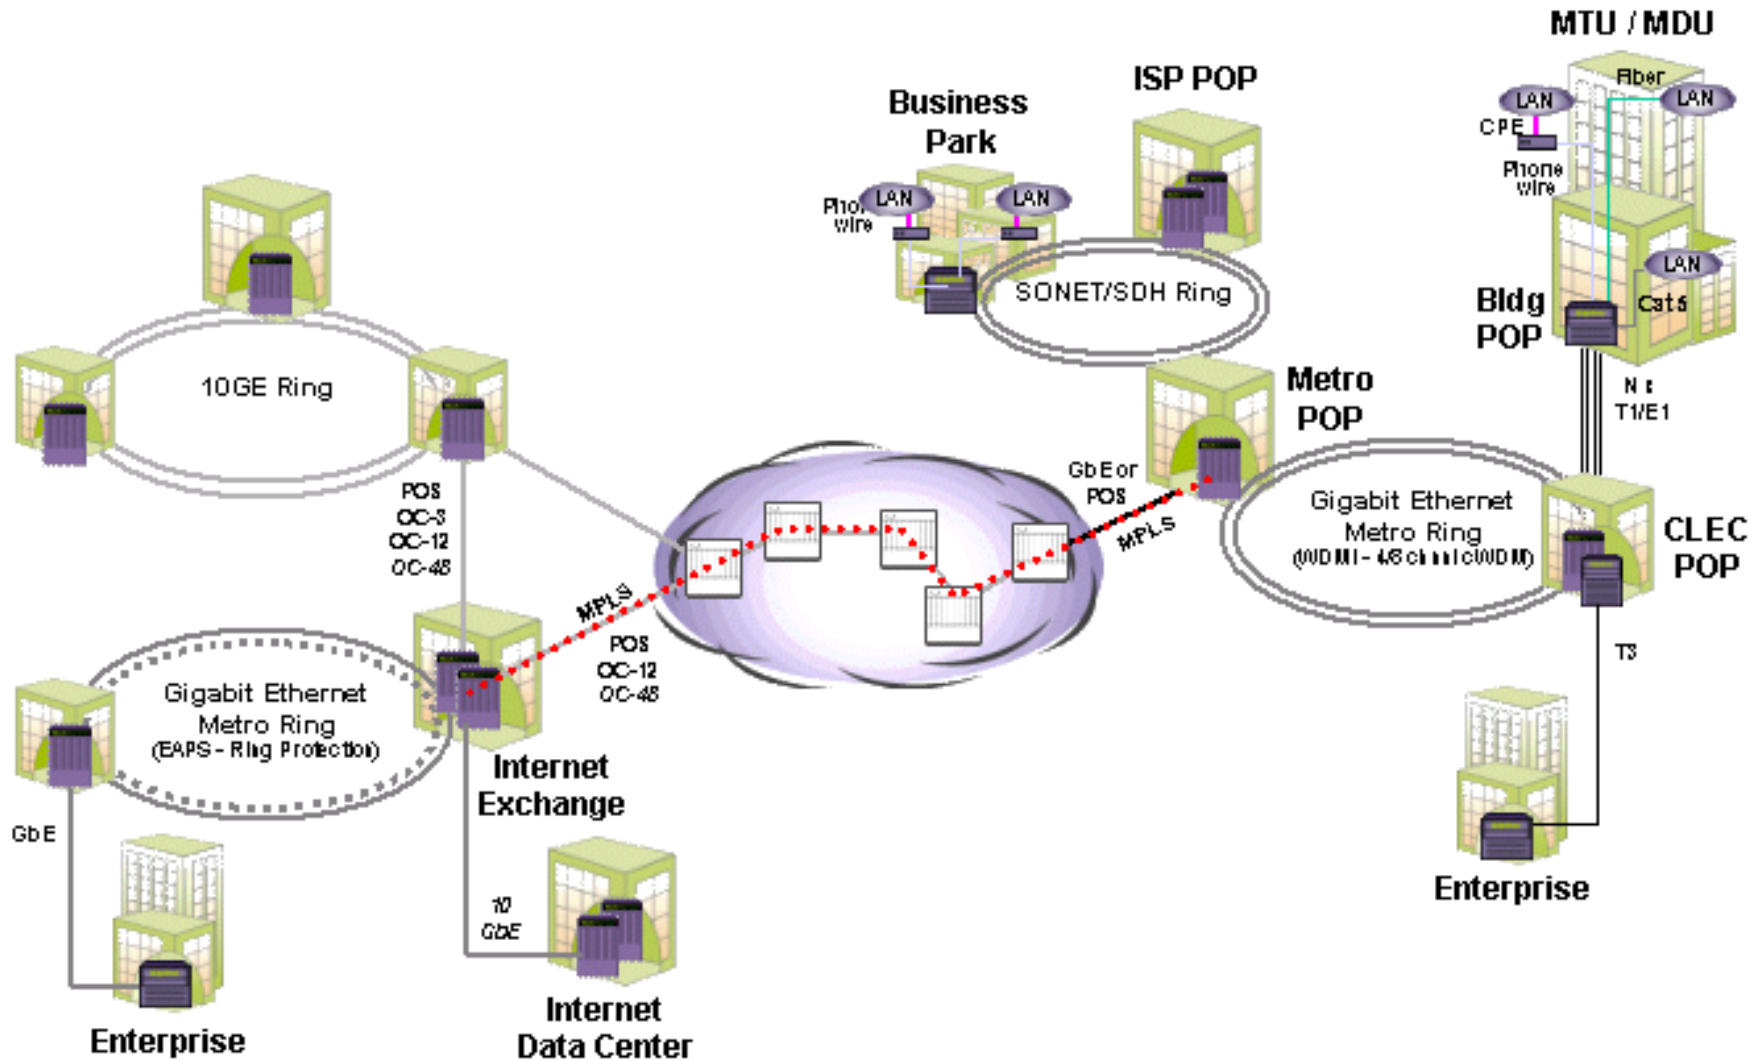 MTU / MDU
Fiber
LAN
LAN
CPE
Phone
wire
LAN
Cat 5
Bldg
POP
N x
T1/E1
ISP POP
Business
Park
LAN
LAN
wire
SONET/SDH Ring
Metro
POP
10GE Ring
POS
OC-3
OC-12
OC-48
GbE or
POS
MPLS
Gigabit Ethernet
Metro Ring
CLEC
POP
T3
Enterprise
MPLS
POS
OC-12
OC-48
Gigabit Ethernet
Metro Ring
(EAPS - Ring Protection)
Internet
Exchange
GbE
Enterprise
10
GbE
Internet
Data Center